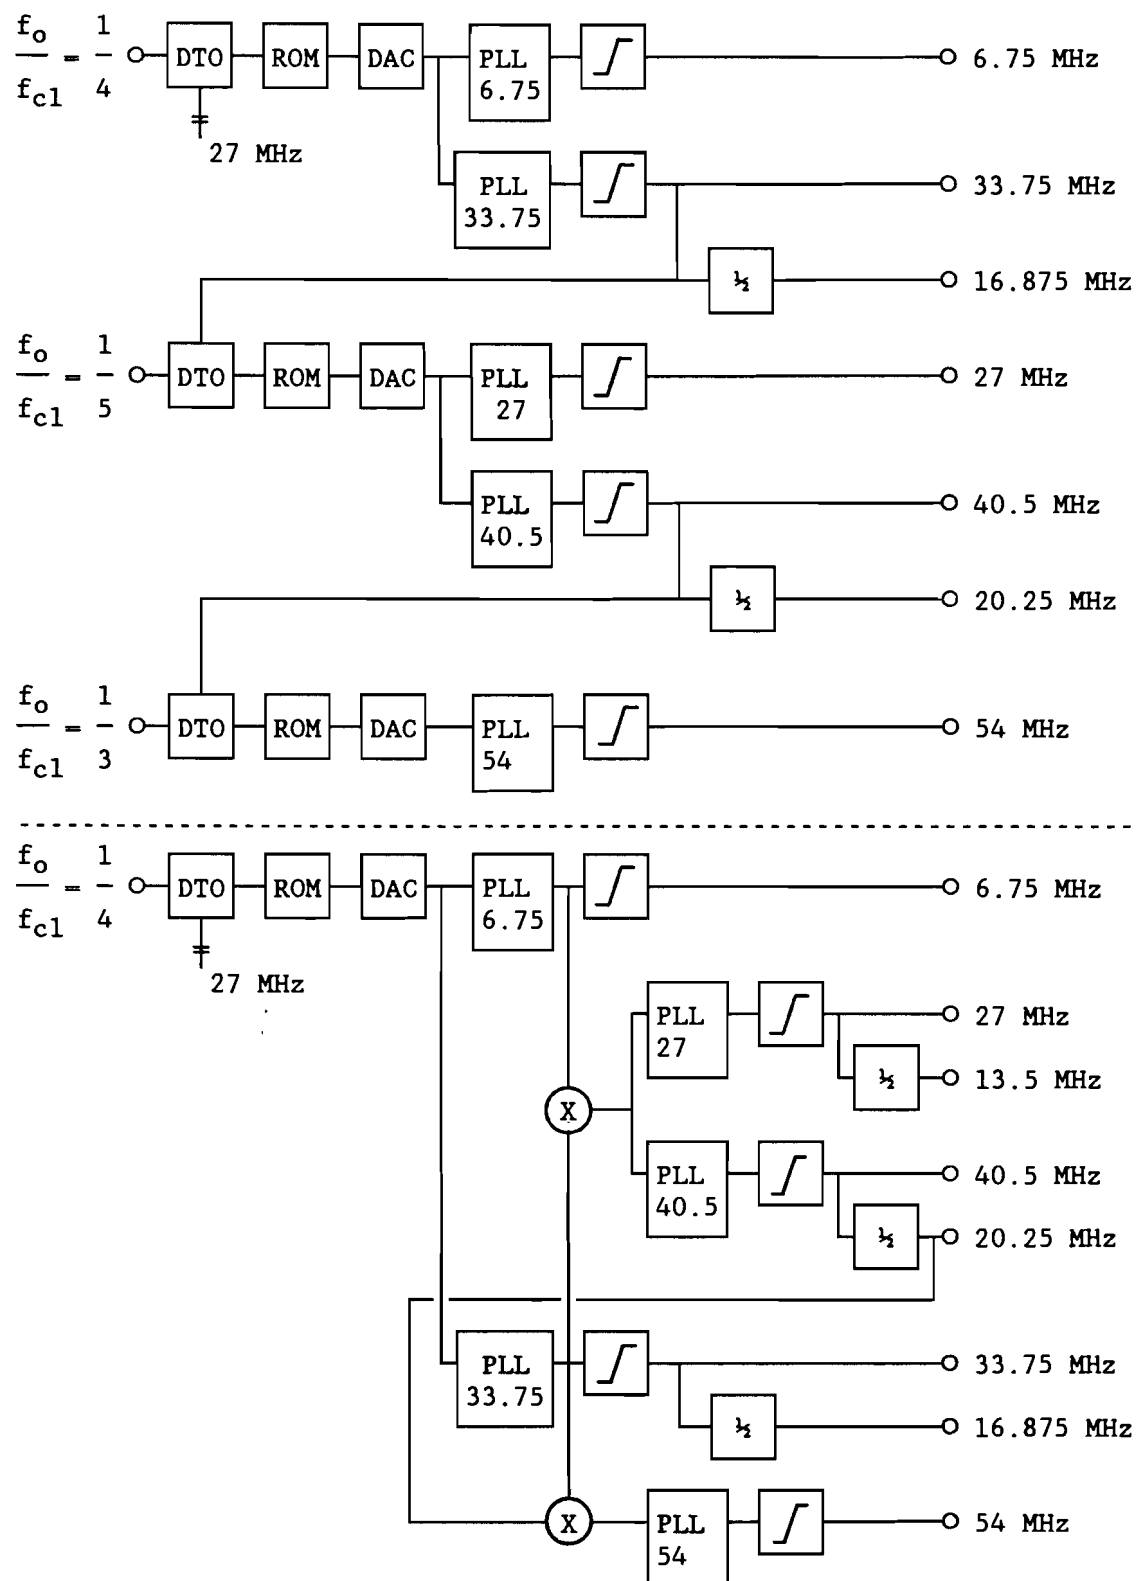 f_o / f_cl = 1/4 DTO ROM DAC PLL 6.75 6.75 MHz
27 MHz
PLL 33.75 33.75 MHz
½ 16.875 MHz
f_o / f_cl = 1/5 DTO ROM DAC PLL 27 27 MHz
PLL 40.5 40.5 MHz
½ 20.25 MHz
f_o / f_cl = 1/3 DTO ROM DAC PLL 54 54 MHz
f_o / f_cl = 1/4 DTO ROM DAC PLL 6.75 6.75 MHz
27 MHz
PLL 27 27 MHz
½ 13.5 MHz
X
PLL 40.5 40.5 MHz
½ 20.25 MHz
PLL 33.75 33.75 MHz
½ 16.875 MHz
X PLL 54 54 MHz